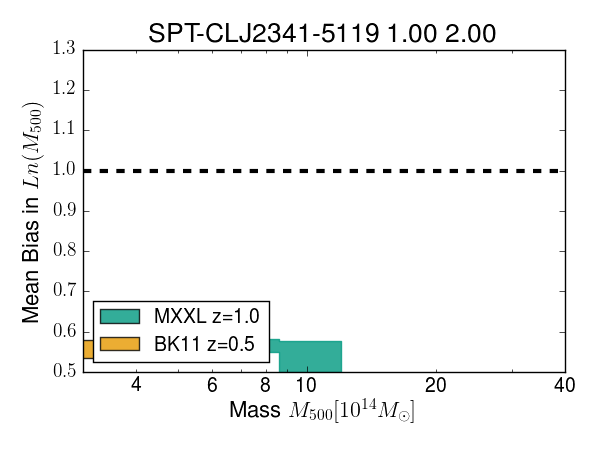 SPT-CLJ2341-5119 1.00 2.00
1.3
1.2
1.1
1.0
0.9
0.8
0.7
0.6
0.5
Mean Bias in Ln(M500)
MXXL z=1.0
BK11 z=0.5
4 6 8 10 20 40
Mass M500[10^14 M⊙]